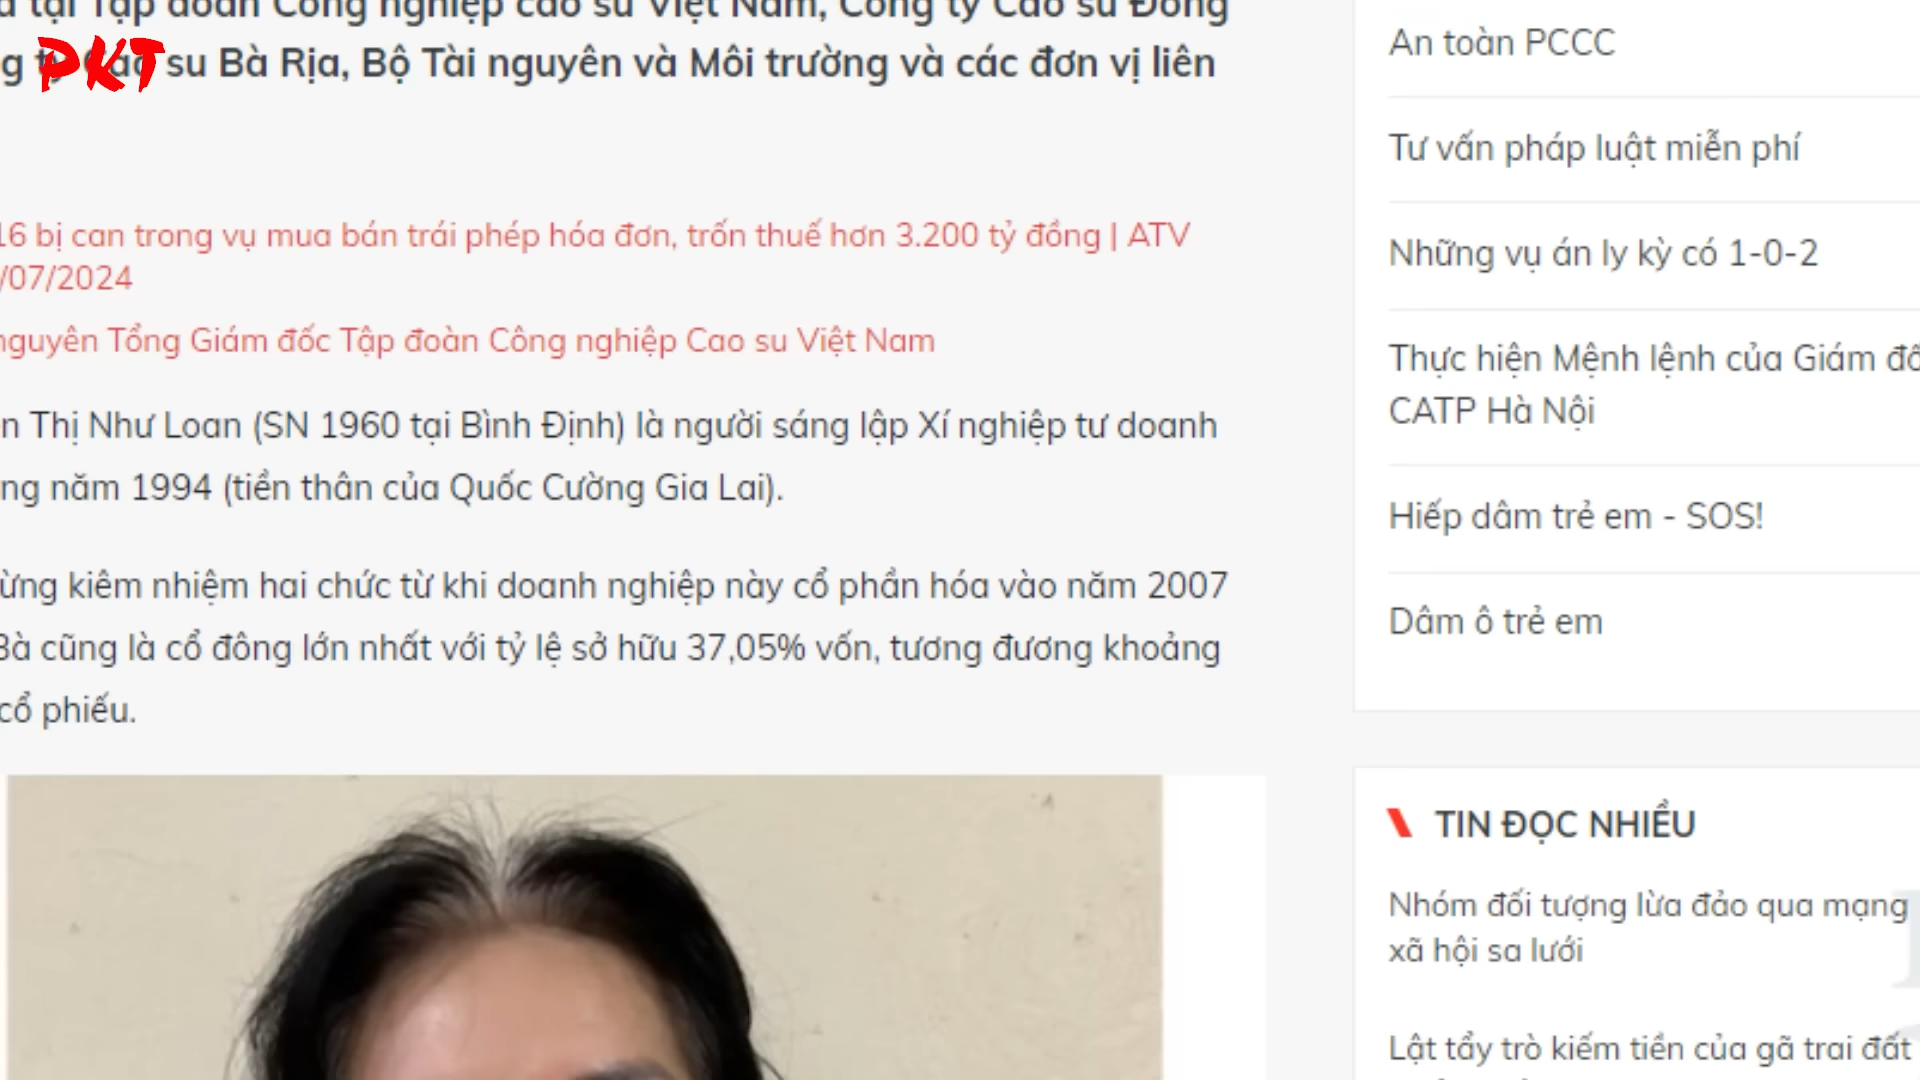 tại Tập đoàn Công nghiệp cao su Việt Nam, Công ty Cao su Đồng
PKT
su Bà Rịa, Bộ Tài nguyên và Môi trường và các đơn vị liên
16 bị can trong vụ mua bán trái phép hóa đơn, trốn thuế hơn 3.200 tỷ đồng | ATV
/07/2024
nguyên Tổng Giám đốc Tập đoàn Công nghiệp Cao su Việt Nam
n Thị Như Loan (SN 1960 tại Bình Định) là người sáng lập Xí nghiệp tư doanh
ng năm 1994 (tiền thân của Quốc Cường Gia Lai).
ừng kiêm nhiệm hai chức từ khi doanh nghiệp này cổ phần hóa vào năm 2007
Bà cũng là cổ đông lớn nhất với tỷ lệ sở hữu 37,05% vốn, tương đương khoảng
cổ phiếu.
An toàn PCCC
Tư vấn pháp luật miễn phí
Những vụ án ly kỳ có 1-0-2
Thực hiện Mệnh lệnh của Giám đố
CATP Hà Nội
Hiếp dâm trẻ em - SOS!
Dâm ô trẻ em
TIN ĐỌC NHIỀU
Nhóm đối tượng lừa đảo qua mạng
xã hội sa lưới
Lật tẩy trò kiếm tiền của gã trai đất